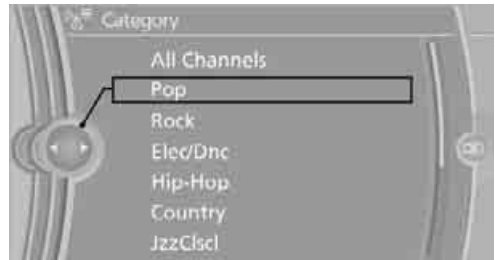 Category
All Channels
Pop
Rock
Elec/Dnc
Hip-Hop
Country
JzzClscl